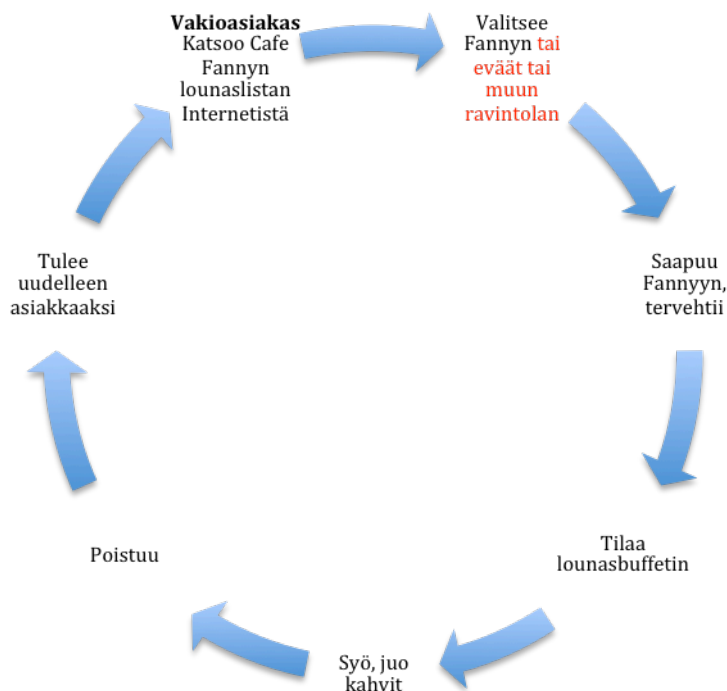 Vakioasiakas
Katsoo Cafe
Fannyn
lounaslistan
Internetistä
Valitsee
Fannyn tai
eväät tai
muun
ravintolan
Saapuu
Fannyyn,
tervehtii
Tilaa
lounasbuffetin
Syö, juo
kahvit
Poistuu
Tulee
uudelleen
asiakkaaksi